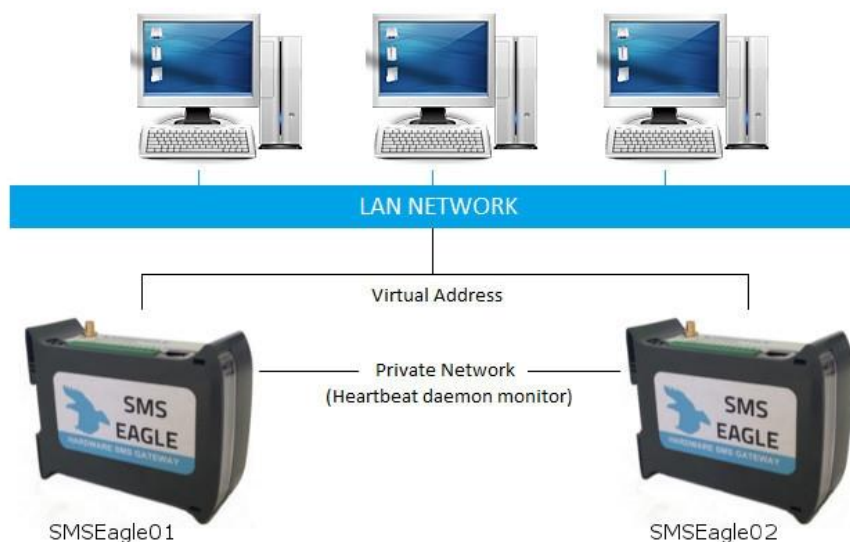 LAN NETWORK
Virtual Address
Private Network
(Heartbeat daemon monitor)
SMS
EAGLE
HARDWARE SMS GATEWAY
SMS
EAGLE
HARDWARE SMS GATEWAY
SMSEagle01
SMSEagle02